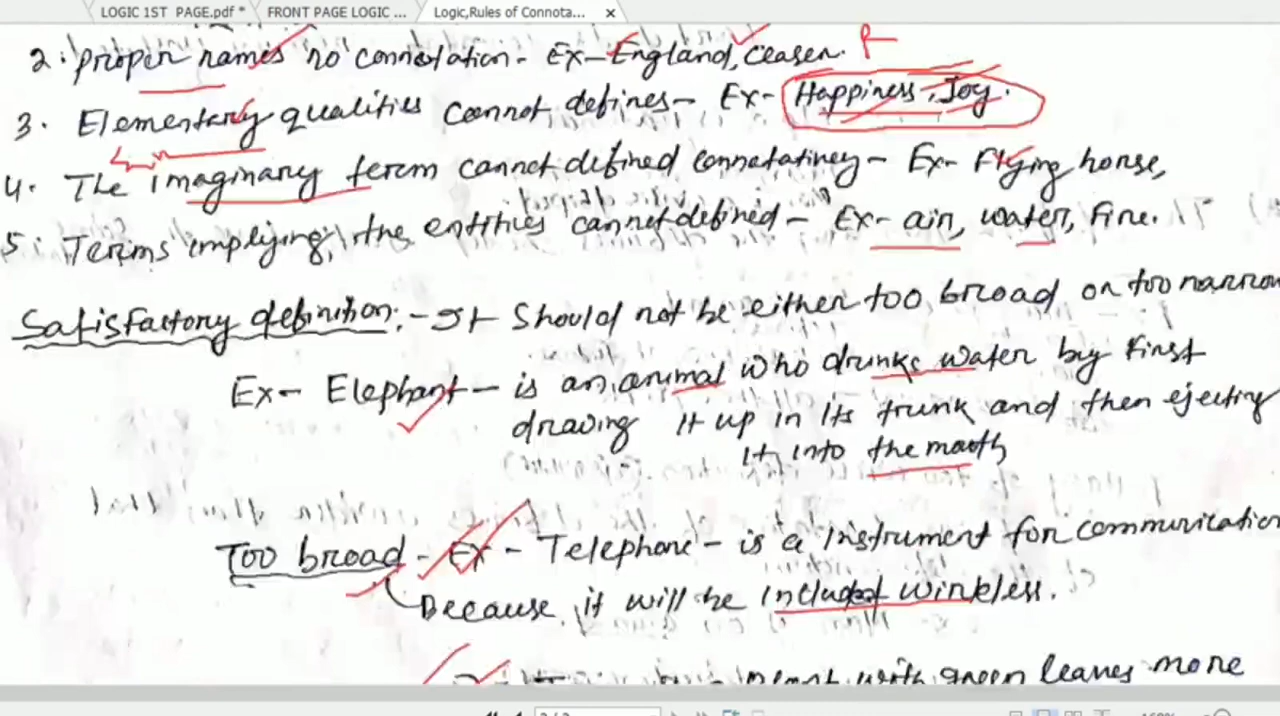 LOGIC 1ST PAGE.pdf *
FRONT PAGE LOGIC ...
Logic,Rules of Connota... ×
2. proper names no connotation - Ex - England, Ceaser.
3. Elementary qualities cannot defines - Ex - Happiness, Joy.
4. The imaginary term cannot defined connotatiney - Ex - Flying horse,
5. Terms implying the entities cannot defined - Ex - air, water, Fire.
Satisfactory definition:- It should not be either too broad or too narrow
Ex - Elephant - is an animal who drunks water by first
drawing it up in its trunk and then ejecting
it into the mouth
Too broad - Ex - Telephone - is a instrument for communication
Because, it will be included winkless.
with green leaves more